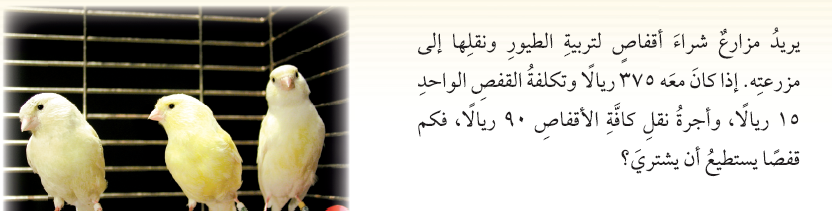 يريدُ مزارعٌ شراءَ أقفاصٍ لتربيةِ الطيورِ ونقلِها إلى
مزرعتِه. إذا كانَ معَه ٣٧٥ ريالًا وتكلفةُ القفصِ الواحدِ
١٥ ريالًا، وأجرةُ نقلِ كافَّةِ الأقفاصِ ٩٠ ريالًا، فكم
قفصًا يستطيعُ أن يشتريَ؟